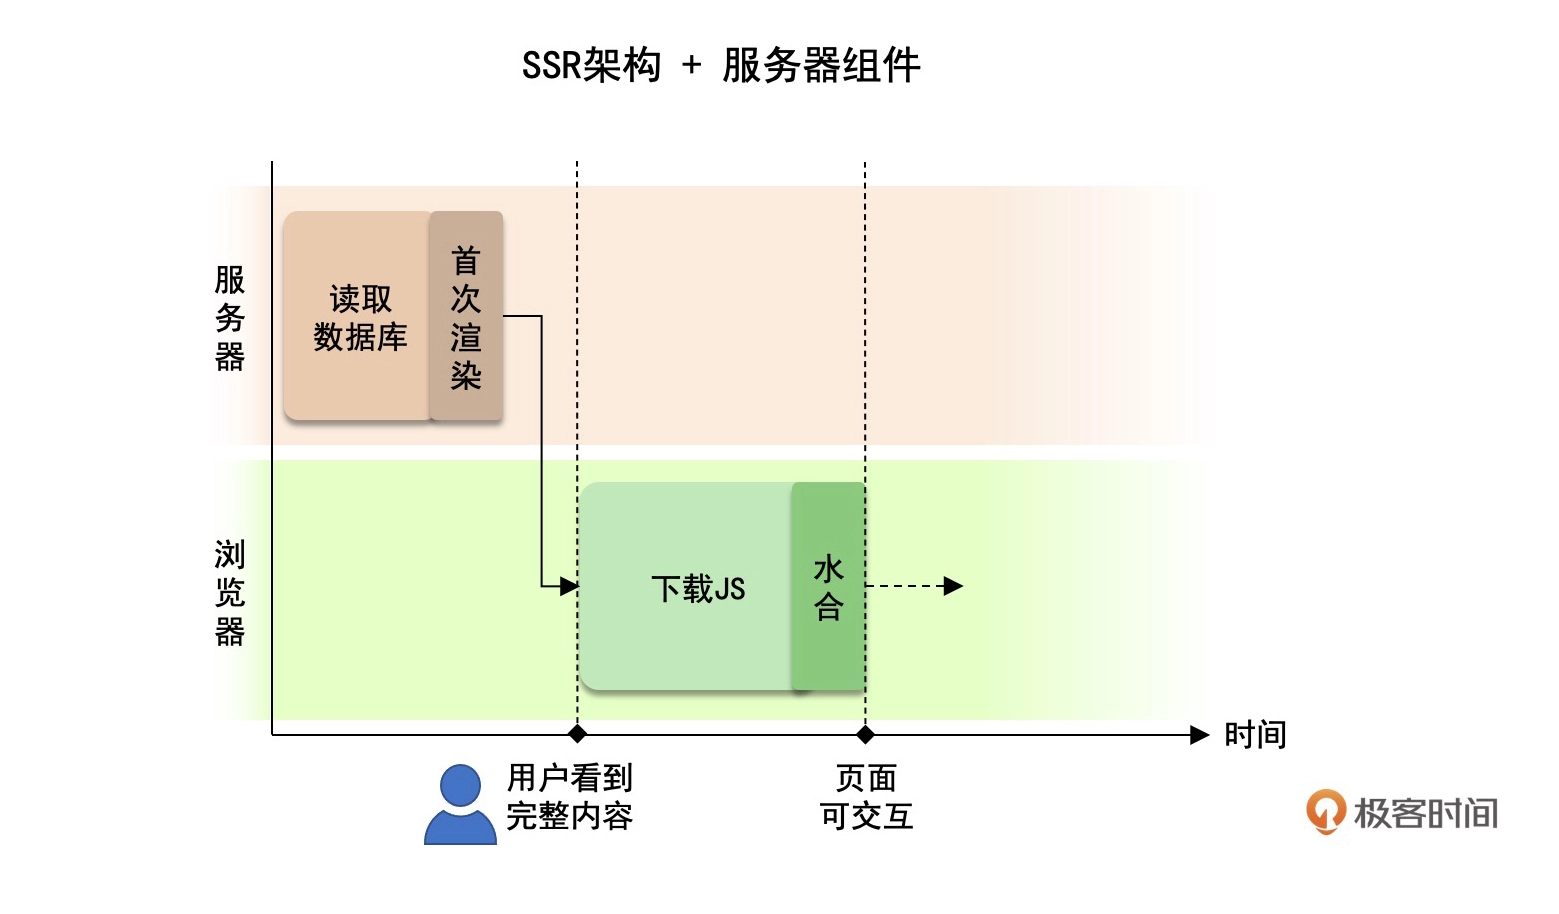 SSR架构 + 服务器组件
服务器
读取
数据库
首次渲染
浏览器
下载JS
水合
时间
用户看到
完整内容
页面
可交互
极客时间